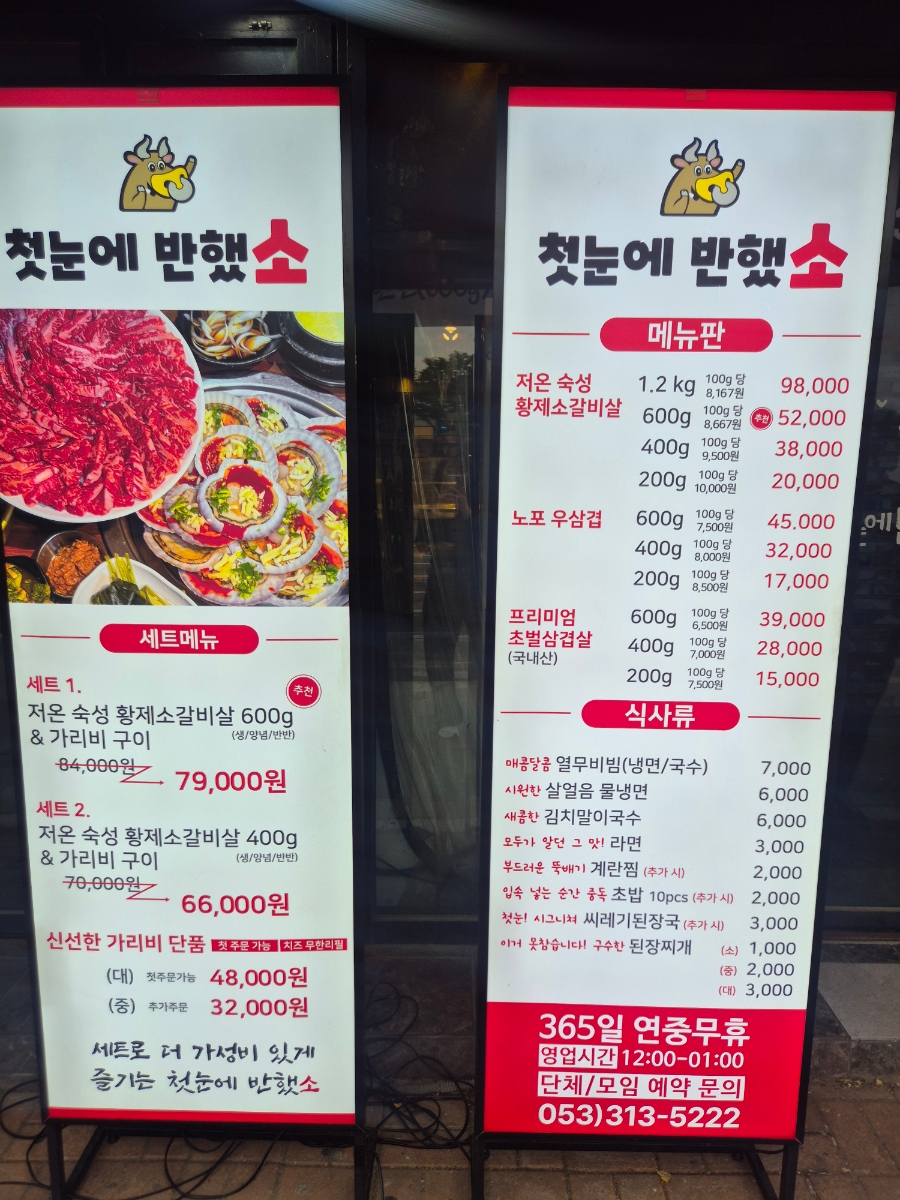 첫눈에 반했소
세트메뉴
세트 1.
추천
저온 숙성 황제소갈비살 600g
& 가리비 구이 (생/양념/반반)
84,000원
79,000원
세트 2.
저온 숙성 황제소갈비살 400g
& 가리비 구이 (생/양념/반반)
70,000원
66,000원
신선한 가리비 단품 첫 주문 가능 치즈 무한리필
(대) 첫주문가능 48,000원
(중) 추가주문 32,000원
세트로 더 가성비 있게
즐기는 첫눈에 반했소
첫눈에 반했소
메뉴판
저온 숙성
황제소갈비살
1.2 kg 100g 당 8,167원 98,000
600g 100g 당 8,667원 추천 52,000
400g 100g 당 9,500원 38,000
200g 100g 당 10,000원 20,000
노포 우삼겹 600g 100g 당 7,500원 45.000
400g 100g 당 8,000원 32,000
200g 100g 당 8,500원 17,000
프리미엄
초벌삼겹살
(국내산)
600g 100g 당 6,500원 39,000
400g 100g 당 7,000원 28,000
200g 100g 당 7,500원 15,000
식사류
매콤달콤 열무비빔(냉면/국수) 7,000
시원한 살얼음 물냉면 6,000
새콤한 김치말이국수 6,000
모두가 알던 그 맛! 라면 3,000
부드러운 뚝배기 계란찜 (추가 시) 2,000
입속 넣는 순간 중독 초밥 10pcs (추가 시) 2,000
첫눈! 시그니쳐 씨레기된장국 (추가 시) 3,000
이거 못참습니다! 구수한 된장찌개 (소) 1,000
(중) 2,000
(대) 3,000
365일 연중무휴
영업시간 12:00-01:00
단체/모임 예약 문의
053)313-5222